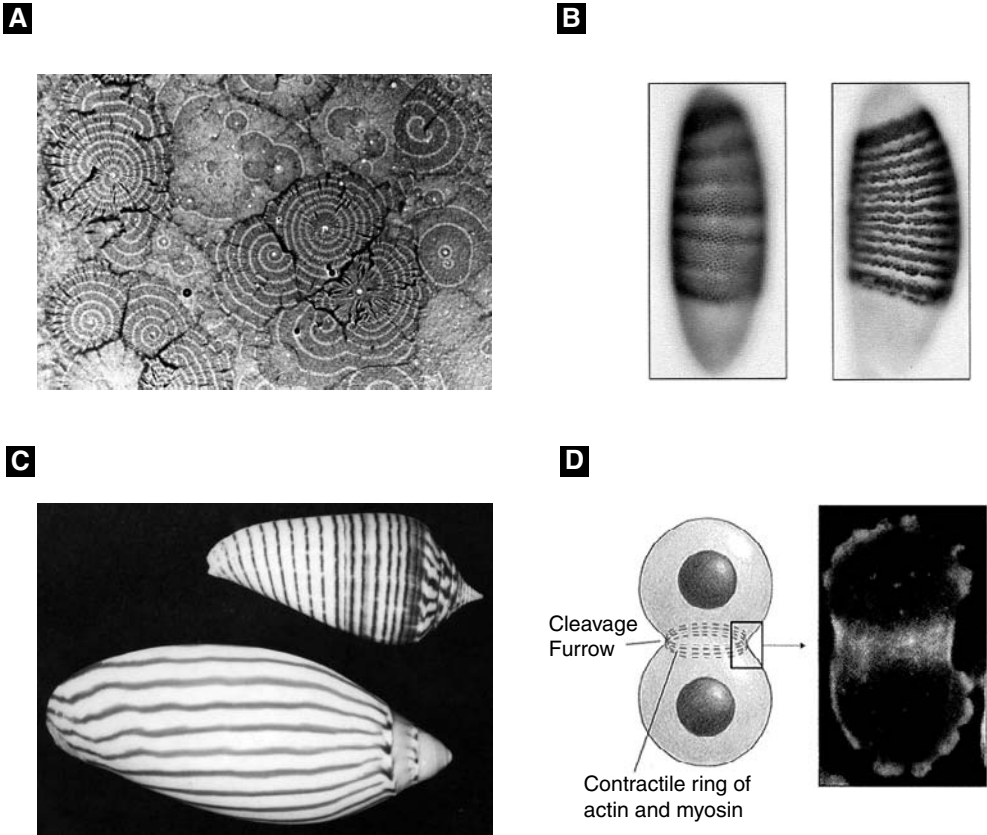 A
B
C
D
Cleavage
Furrow
Contractile ring of
actin and myosin